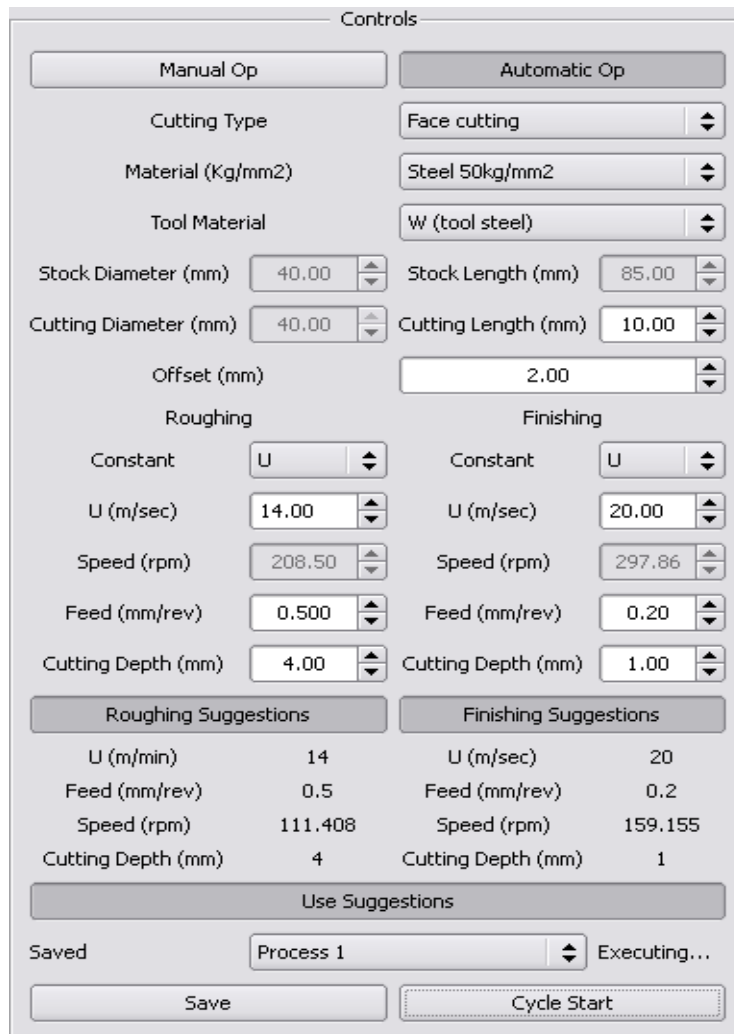 Controls
Manual Op Automatic Op
Cutting Type Face cutting
Material (Kg/mm2) Steel 50kg/mm2
Tool Material W (tool steel)
Stock Diameter (mm) 40.00 Stock Length (mm) 85.00
Cutting Diameter (mm) 40.00 Cutting Length (mm) 10.00
Offset (mm) 2.00
Roughing Finishing
Constant U Constant U
U (m/sec) 14.00 U (m/sec) 20.00
Speed (rpm) 208.50 Speed (rpm) 297.86
Feed (mm/rev) 0.500 Feed (mm/rev) 0.20
Cutting Depth (mm) 4.00 Cutting Depth (mm) 1.00
Roughing Suggestions Finishing Suggestions
U (m/min) 14 U (m/sec) 20
Feed (mm/rev) 0.5 Feed (mm/rev) 0.2
Speed (rpm) 111.408 Speed (rpm) 159.155
Cutting Depth (mm) 4 Cutting Depth (mm) 1
Use Suggestions
Saved Process 1 Executing...
Save Cycle Start